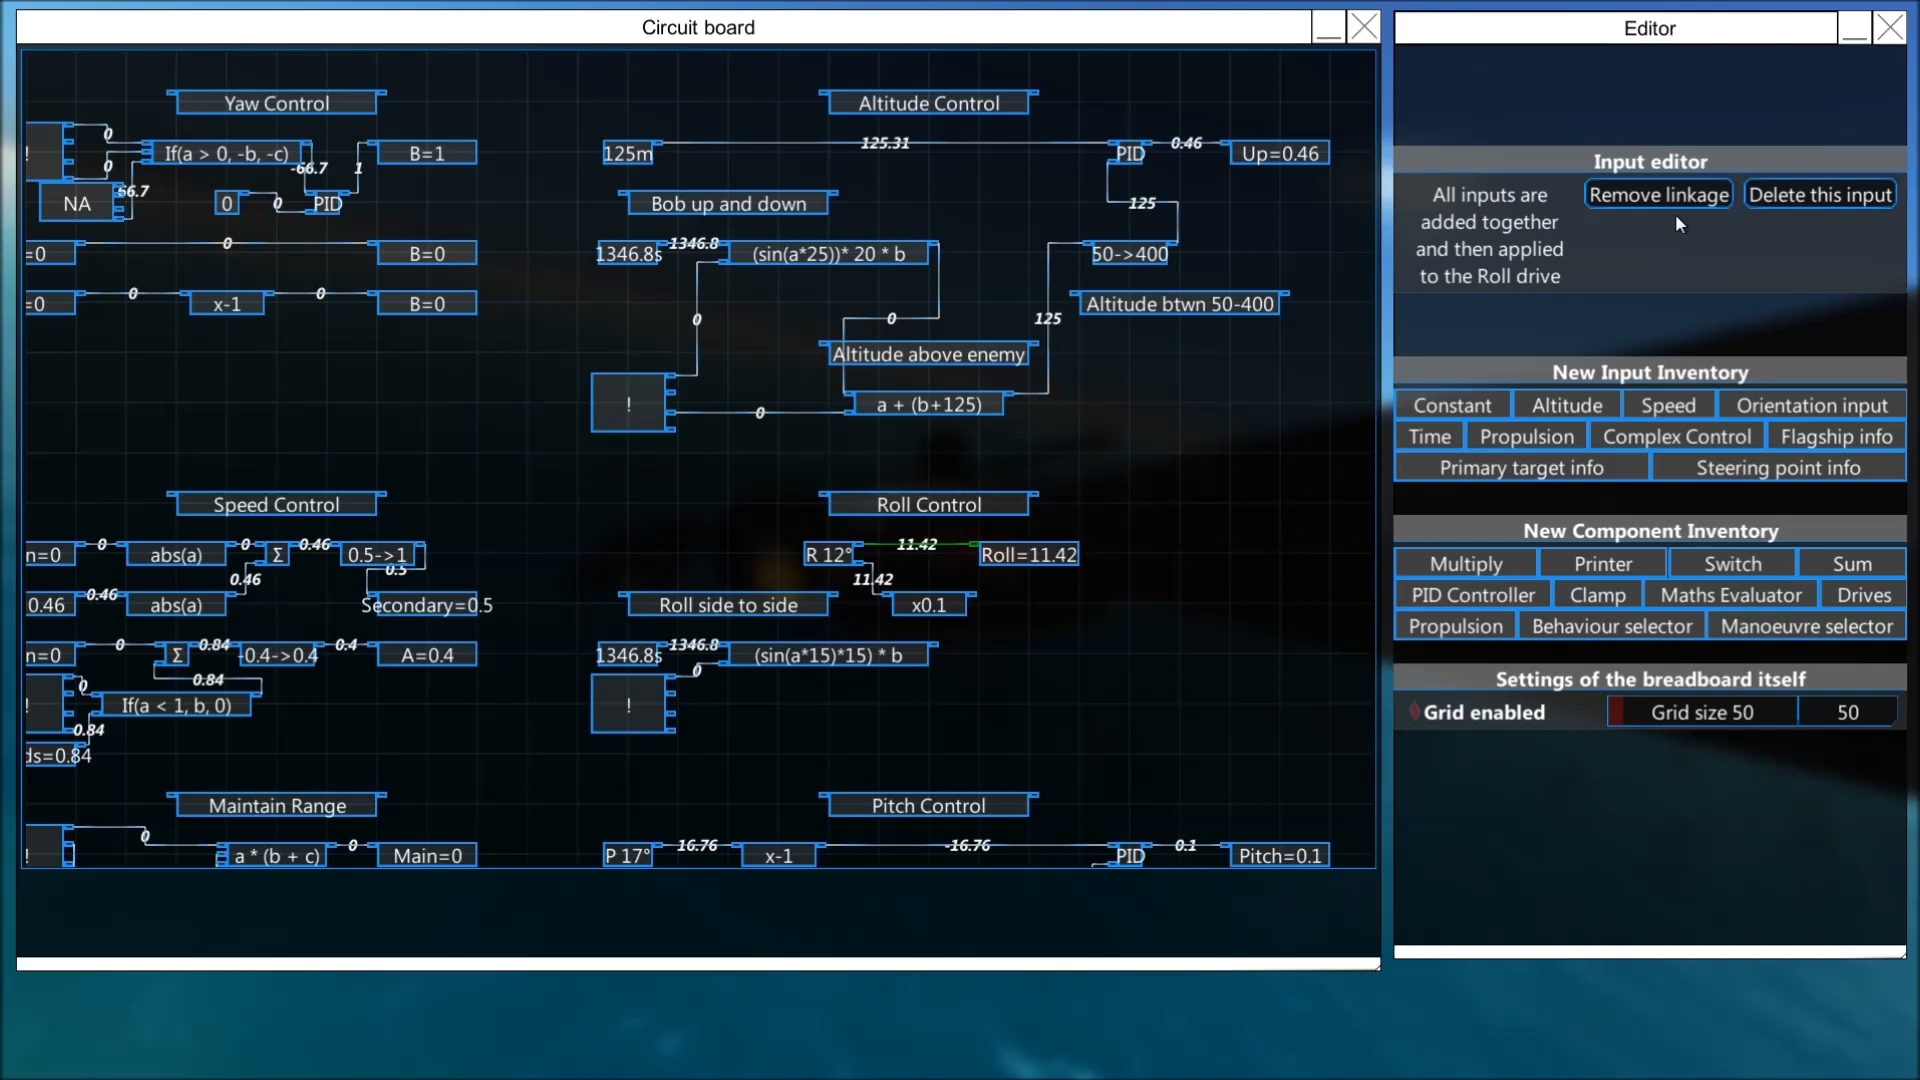 Circuit board
Yaw Control
Altitude Control
0
!
0
If(a > 0, -b, -c)
-66.7
1
B=1
NA
66.7
0
0
PID
125m
125.31
PID
0.46
Up=0.46
Bob up and down
125
=0
0
B=0
1346.8s
1346.8
(sin(a*25))* 20 * b
50->400
=0
0
x-1
0
B=0
Altitude btwn 50-400
0
0
125
Altitude above enemy
!
0
a + (b+125)
Speed Control
Roll Control
n=0
0
abs(a)
0
Σ
0.46
0.5->1
0.5
R 12°
11.42
Roll=11.42
0.46
11.42
0.46
0.46
abs(a)
Secondary=0.5
Roll side to side
x0.1
n=0
0
Σ
0.84
-0.4->0.4
0.4
A=0.4
1346.8s
1346.8
(sin(a*15)*15) * b
0.84
0
0
!
If(a < 1, b, 0)
!
0.84
ds=0.84
Maintain Range
Pitch Control
!
0
a * (b + c)
0
Main=0
P 17°
16.76
x-1
-16.76
PID
0.1
Pitch=0.1
Editor
Input editor
All inputs are
added together
and then applied
to the Roll drive
Remove linkage
Delete this input
New Input Inventory
Constant
Altitude
Speed
Orientation input
Time
Propulsion
Complex Control
Flagship info
Primary target info
Steering point info
New Component Inventory
Multiply
Printer
Switch
Sum
PID Controller
Clamp
Maths Evaluator
Drives
Propulsion
Behaviour selector
Manoeuvre selector
Settings of the breadboard itself
Grid enabled
Grid size 50
50